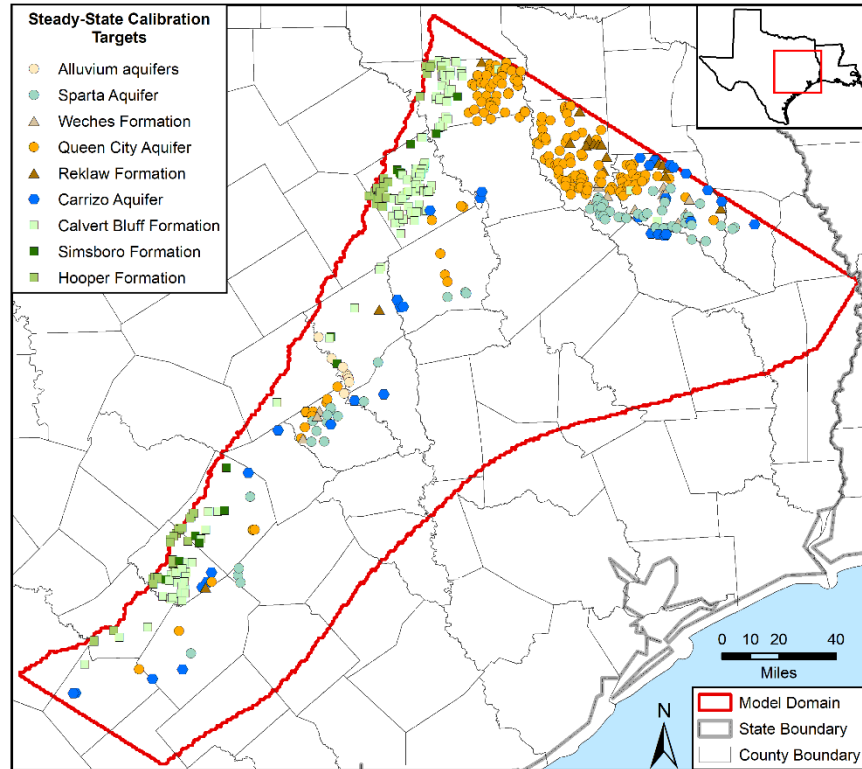 Steady-State Calibration
Targets
Alluvium aquifers
Sparta Aquifer
Weches Formation
Queen City Aquifer
Reklaw Formation
Carrizo Aquifer
Calvert Bluff Formation
Simsboro Formation
Hooper Formation
0 10 20 40
Miles
N
Model Domain
State Boundary
County Boundary